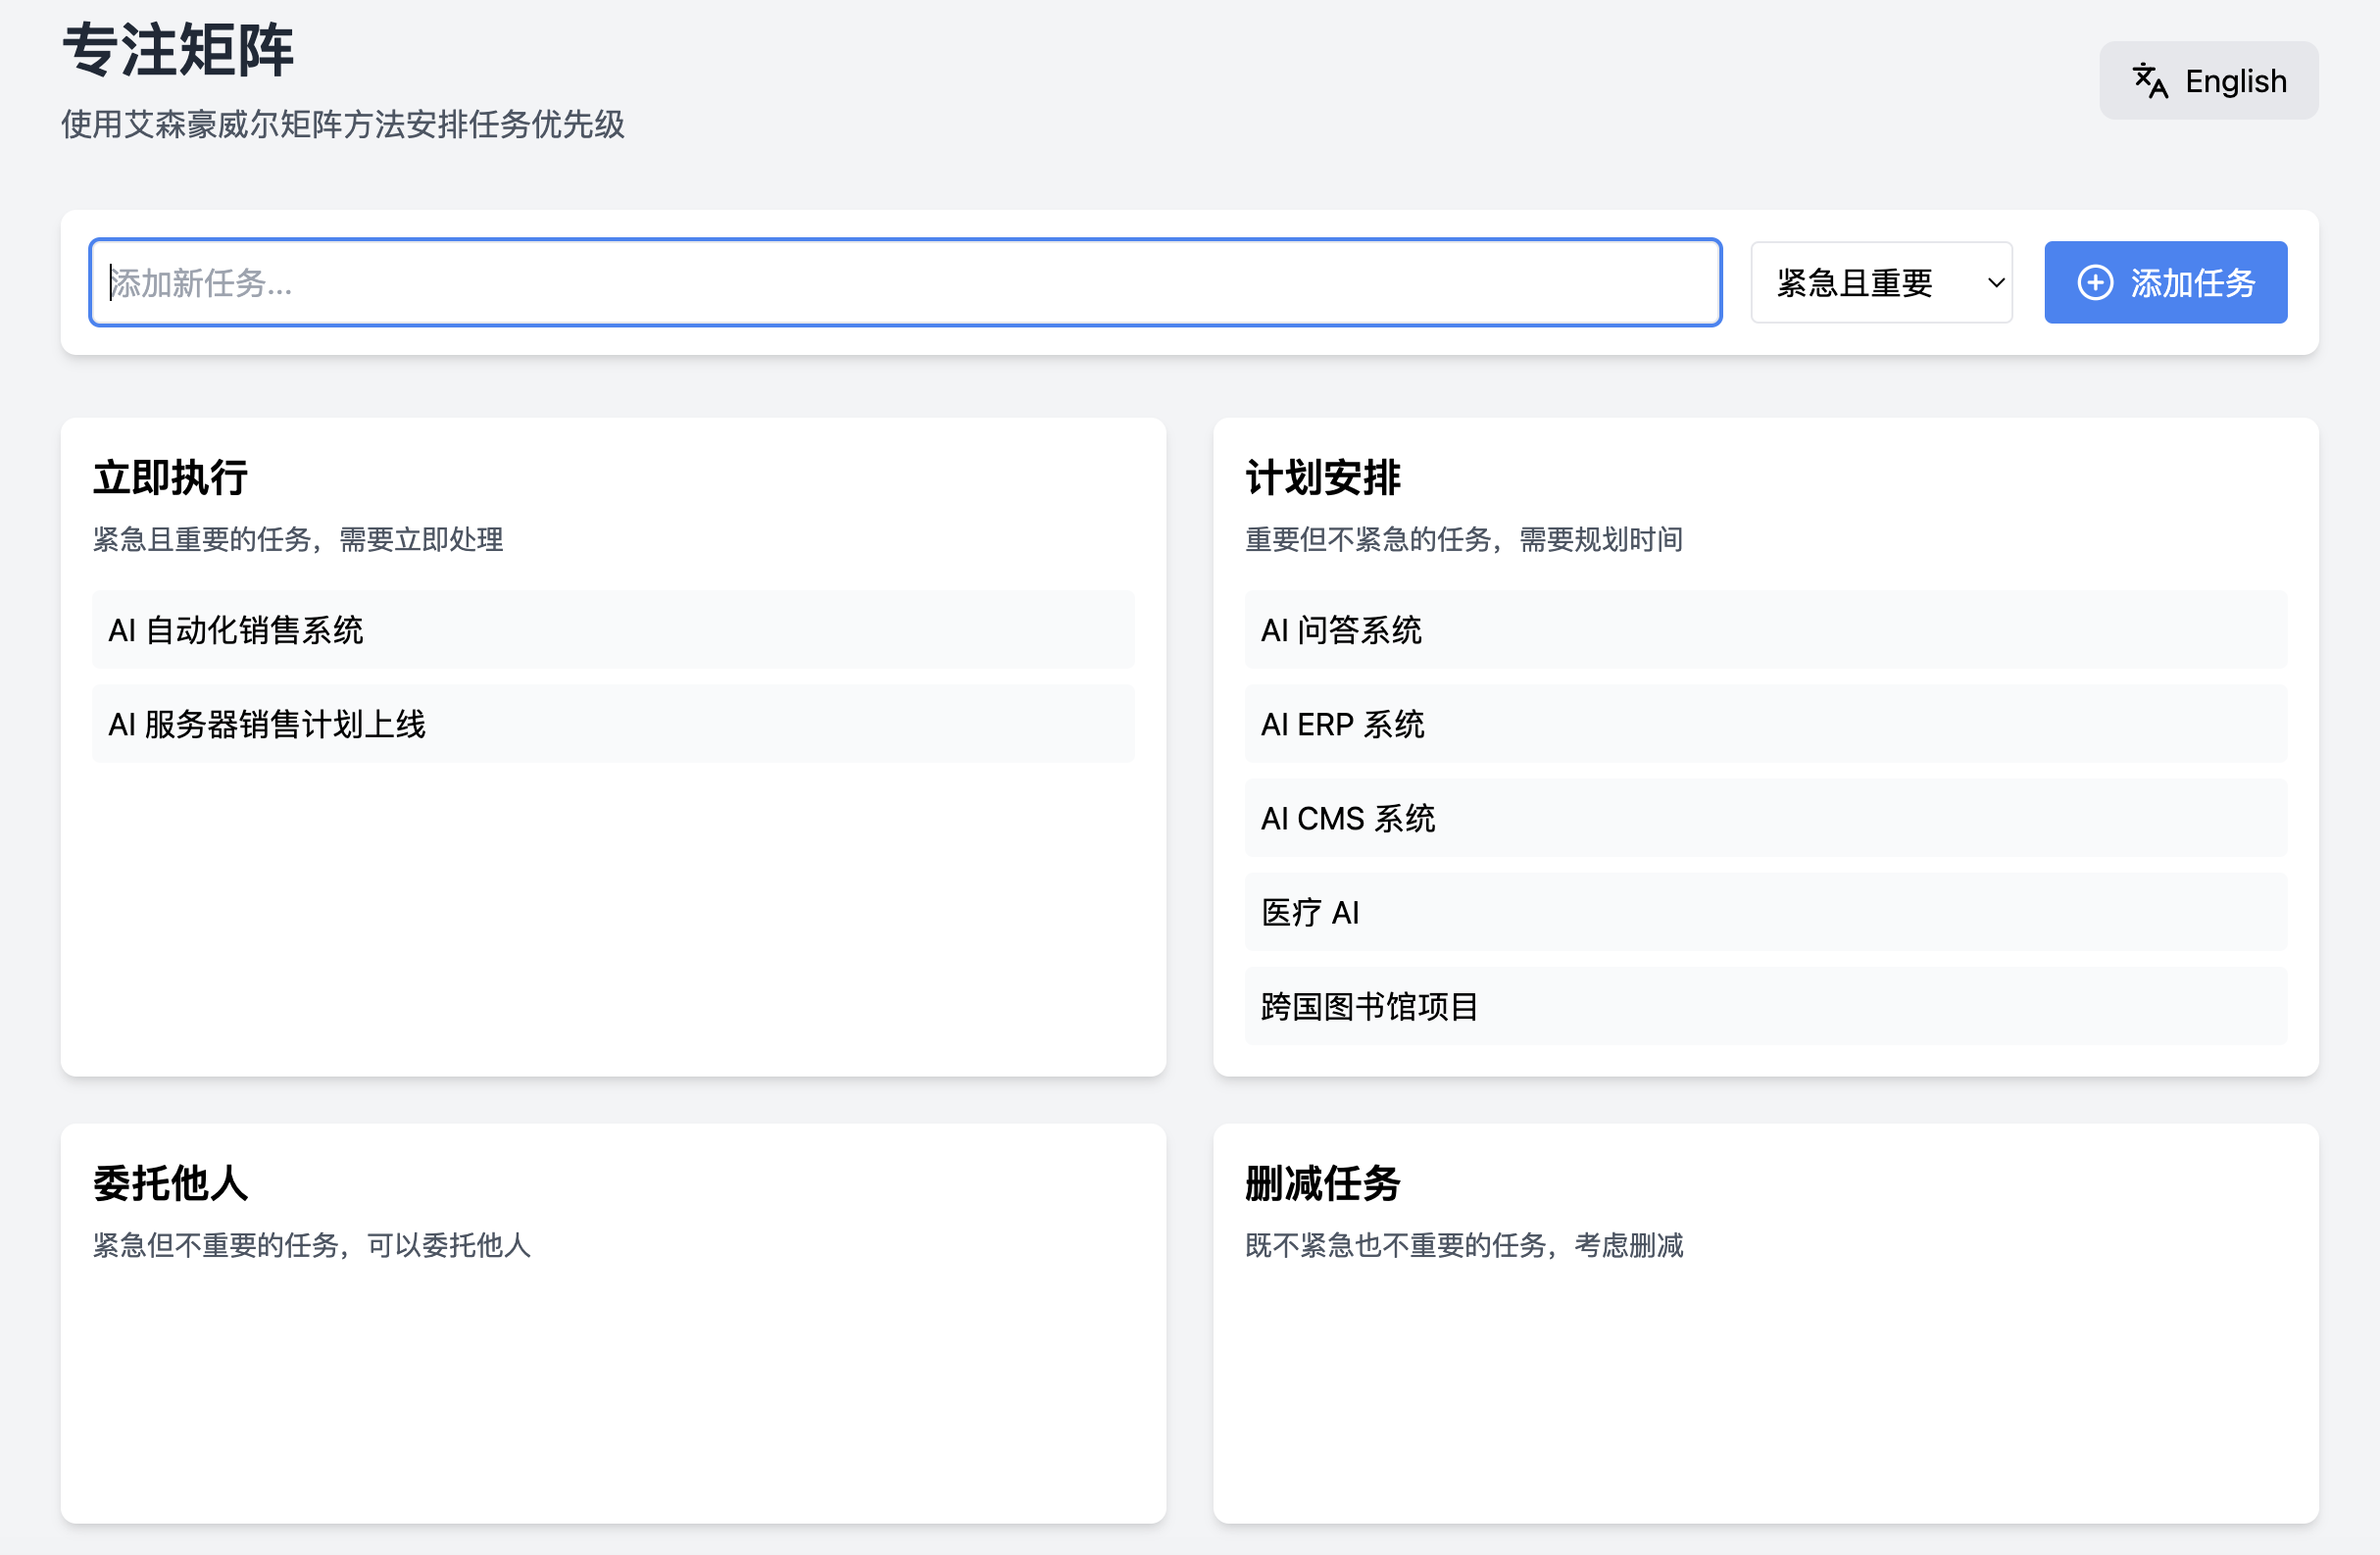 专注矩阵
使用艾森豪威尔矩阵方法安排任务优先级
English
添加新任务...
紧急且重要
添加任务
立即执行
紧急且重要的任务，需要立即处理
AI 自动化销售系统
AI 服务器销售计划上线
计划安排
重要但不紧急的任务，需要规划时间
AI 问答系统
AI ERP 系统
AI CMS 系统
医疗 AI
跨国图书馆项目
委托他人
紧急但不重要的任务，可以委托他人
删减任务
既不紧急也不重要的任务，考虑删减